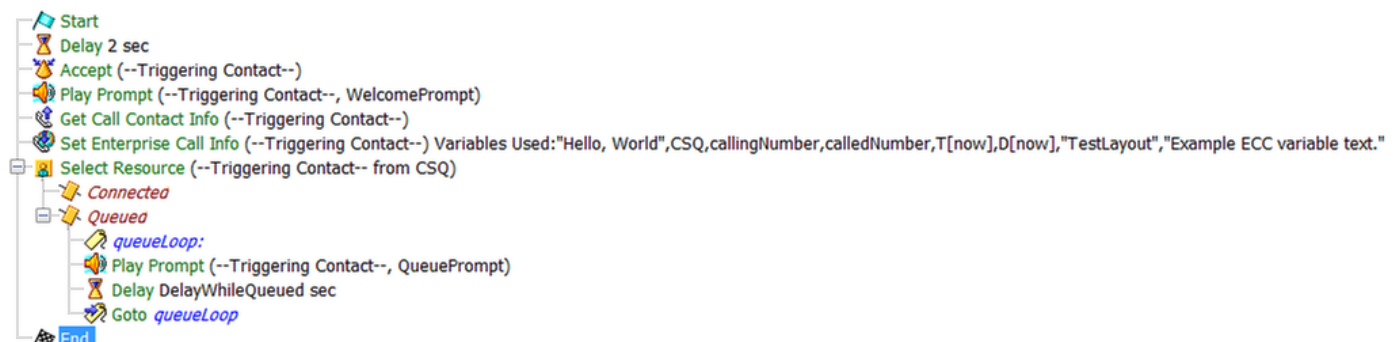 Start
Delay 2 sec
Accept (--Triggering Contact--)
Play Prompt (--Triggering Contact--, WelcomePrompt)
Get Call Contact Info (--Triggering Contact--)
Set Enterprise Call Info (--Triggering Contact--) Variables Used:"Hello, World",CSQ,callingNumber,calledNumber,T[now],D[now],"TestLayout","Example ECC variable text."
Select Resource (--Triggering Contact-- from CSQ)
Connected
Queued
queueLoop:
Play Prompt (--Triggering Contact--, QueuePrompt)
Delay DelayWhileQueued sec
Goto queueLoop
End